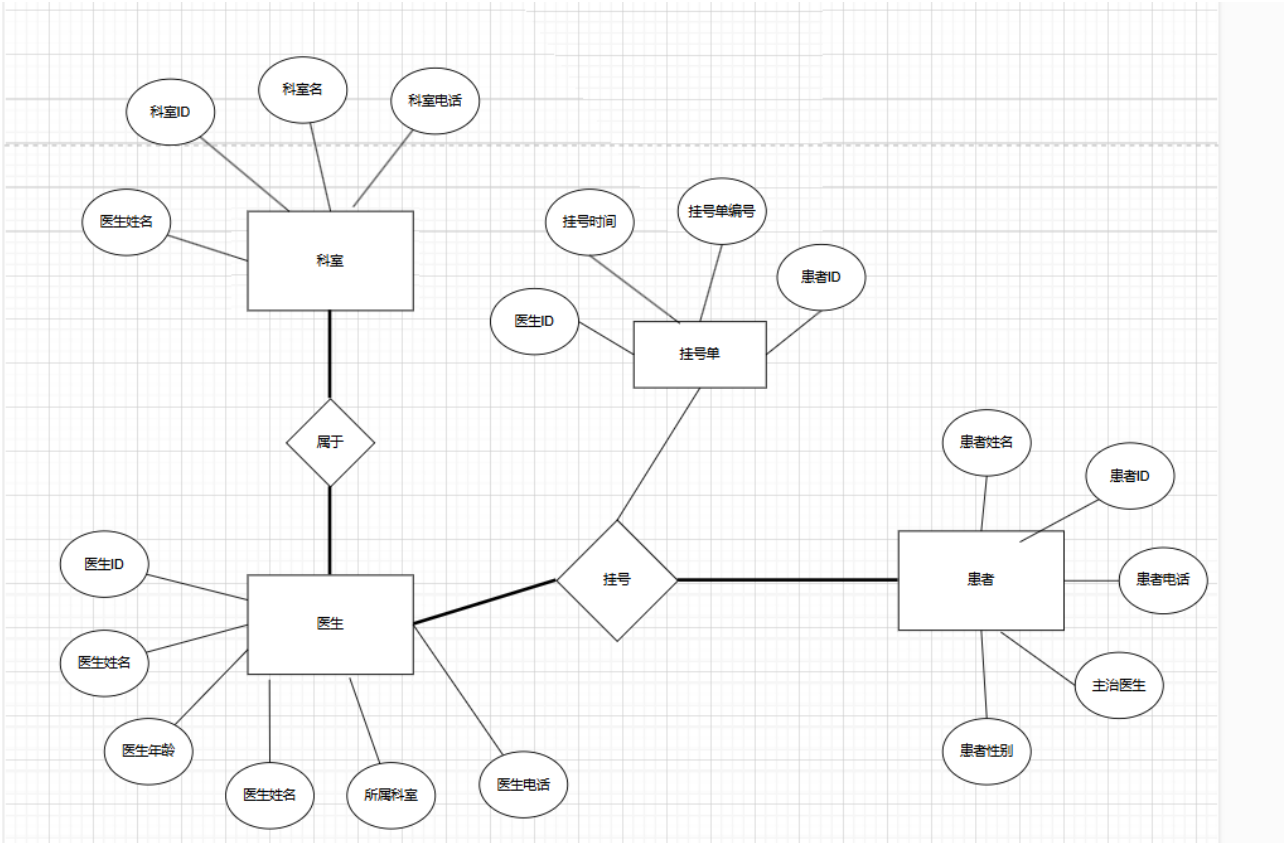 科室名
科室电话
科室ID
挂号单编号
医生姓名
挂号时间
科室
患者ID
医生ID
挂号单
属于
患者姓名
患者ID
医生ID
挂号
患者
患者电话
医生
医生姓名
主治医生
医生年龄
患者性别
医生电话
医生姓名
所属科室